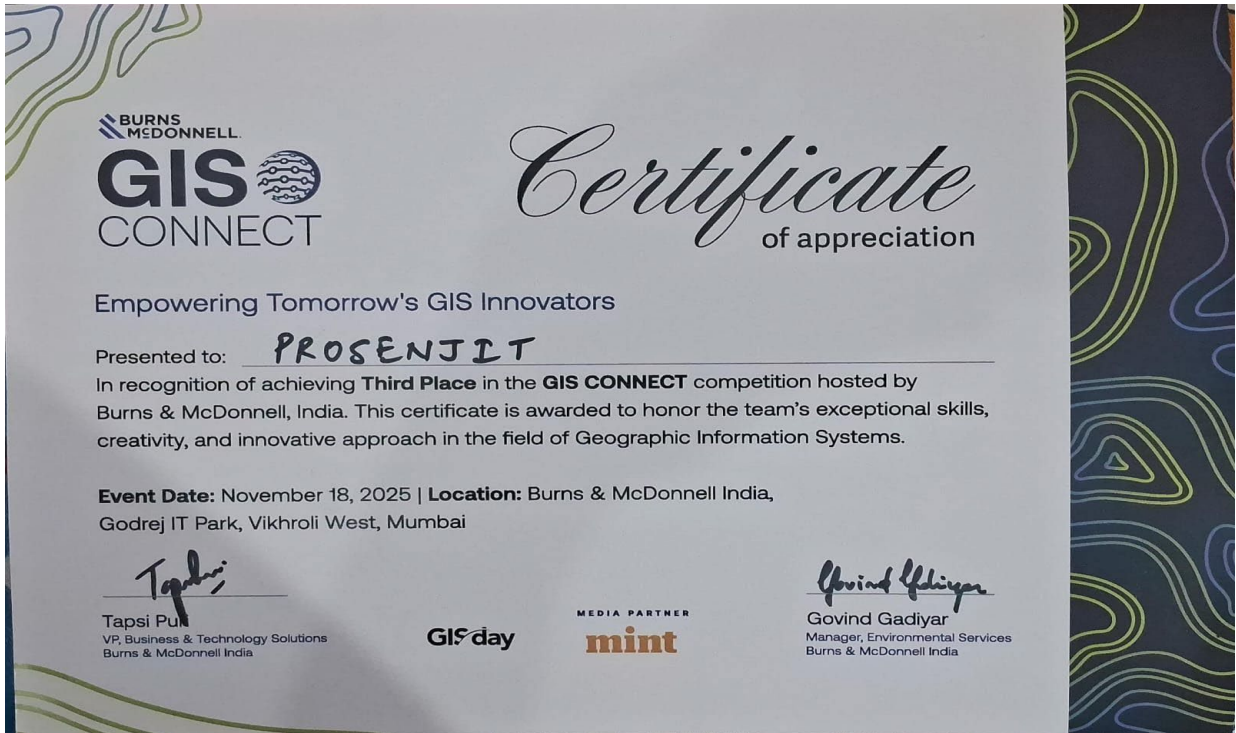 BURNS
McDONNELL.
GIS
CONNECT
Certificate
of appreciation
Empowering Tomorrow's GIS Innovators
Presented to: PROSENJIT
In recognition of achieving Third Place in the GIS CONNECT competition hosted by
Burns & McDonnell, India. This certificate is awarded to honor the team's exceptional skills,
creativity, and innovative approach in the field of Geographic Information Systems.
Event Date: November 18, 2025 | Location: Burns & McDonnell India,
Godrej IT Park, Vikhroli West, Mumbai
Tapsi
VP, Business & Technology Solutions
Burns & McDonnell India
GIS day
MEDIA PARTNER
mint
Govind Gadiyar
Govind Gadiyar
Manager, Environmental Services
Burns & McDonnell India